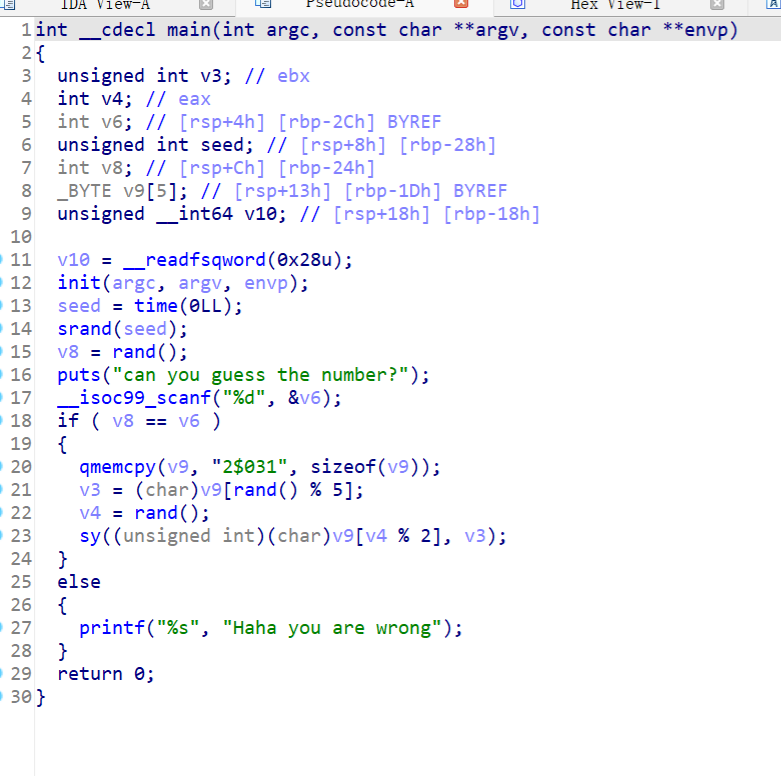 IDA View-A Pseudocode-A Hex View-1
1 int __cdecl main(int argc, const char **argv, const char **envp)
2 {
3 unsigned int v3; // ebx
4 int v4; // eax
5 int v6; // [rsp+4h] [rbp-2Ch] BYREF
6 unsigned int seed; // [rsp+8h] [rbp-28h]
7 int v8; // [rsp+Ch] [rbp-24h]
8 _BYTE v9[5]; // [rsp+13h] [rbp-1Dh] BYREF
9 unsigned __int64 v10; // [rsp+18h] [rbp-18h]
10
11 v10 = __readfsqword(0x28u);
12 init(argc, argv, envp);
13 seed = time(0LL);
14 srand(seed);
15 v8 = rand();
16 puts("can you guess the number?");
17 __isoc99_scanf("%d", &v6);
18 if ( v8 == v6 )
19 {
20 qmemcpy(v9, "2$031", sizeof(v9));
21 v3 = (char)v9[rand() % 5];
22 v4 = rand();
23 sy((unsigned int)(char)v9[v4 % 2], v3);
24 }
25 else
26 {
27 printf("%s", "Haha you are wrong");
28 }
29 return 0;
30 }